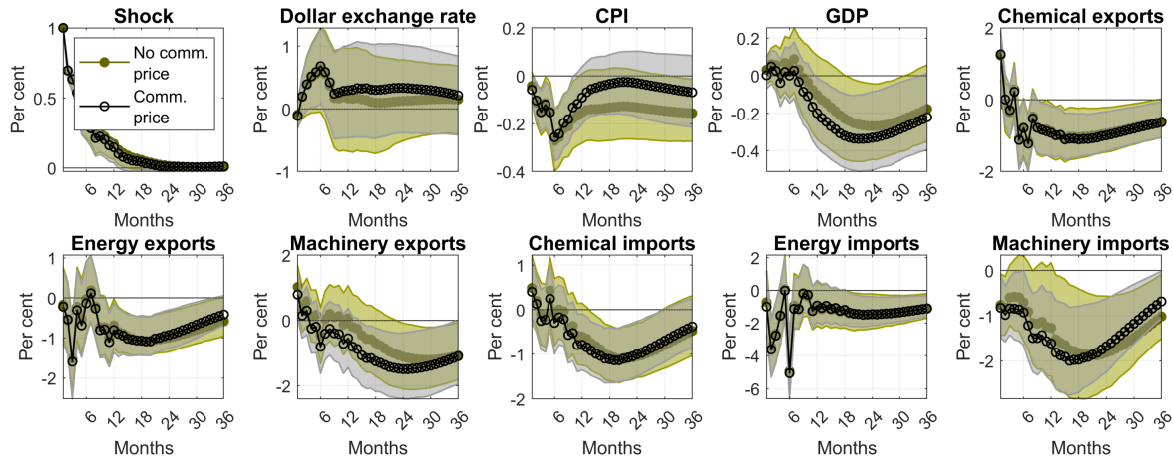 Shock
Dollar exchange rate
CPI
GDP
Chemical exports
Per cent
1
0.5
0
No comm.
price
Comm.
price
6 12 18 24 30 36
Months
Per cent
1
0
-1
6 12 18 24 30 36
Months
Per cent
0.2
0
-0.2
0.4
6 12 18 24 30 36
Months
Per cent
0.2
0
-0.2
-0.4
6 12 18 24 30 36
Months
Per cent
2
0
-2
6 12 18 24 30 36
Months
Energy exports
Machinery exports
Chemical imports
Energy imports
Machinery imports
Per cent
1
0
-1
-2
6 12 18 24 30 36
Months
Per cent
2
0
-2
6 12 18 24 30 36
Months
Per cent
1
0
-1
-2
6 12 18 24 30 36
Months
Per cent
2
0
-2
-4
-6
6 12 18 24 30 36
Months
Per cent
0
-1
-2
6 12 18 24 30 36
Months